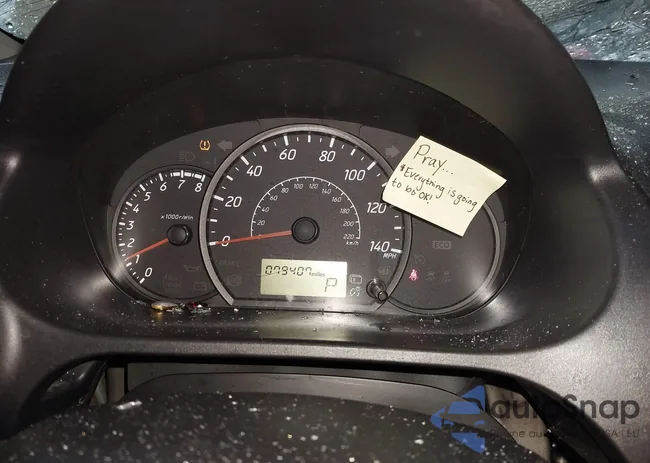 Pray...
*Everything is going
to be OK!
60
80
40
100
20
120
0
140
MPH
80
100
120
140
60
160
40
180
20
200
220
km/h
6
7
8
5
4
3
2
1
0
x1000r/min
079407
miles
P
ECO
autoSnap